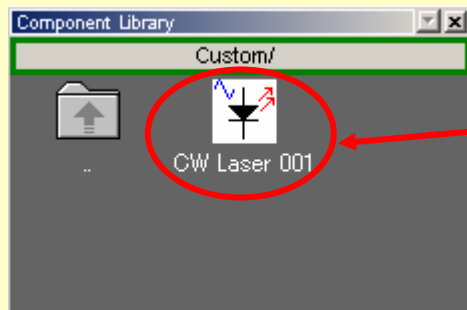 Component Library
Custom/
..
CW Laser 001